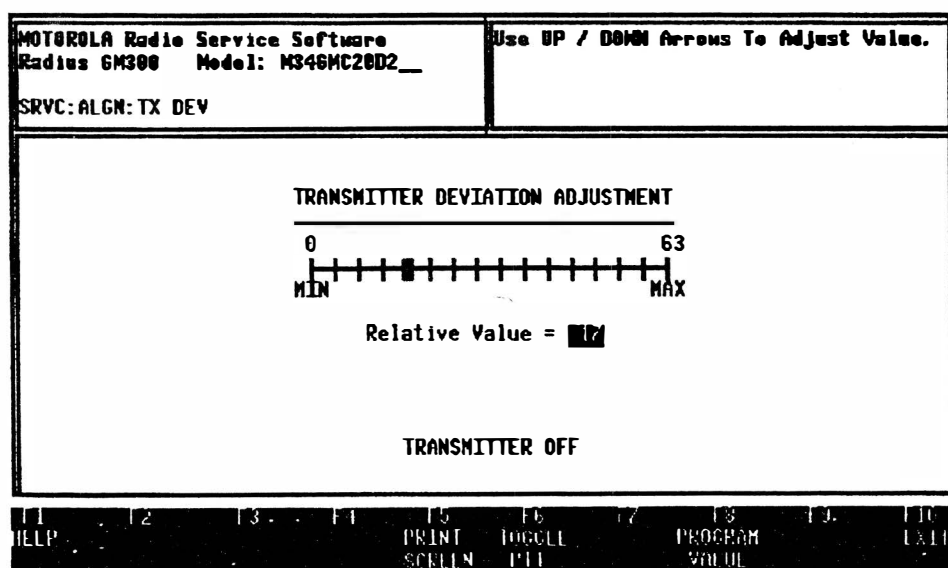 MOTOROLA Radio Service Software
Radius GM300 Model: M34GMC20D2__
SRVC:ALGN:TX DEV
Use UP / DOWN Arrows To Adjust Value.
TRANSMITTER DEVIATION ADJUSTMENT
0 63
MIN MAX
Relative Value = 17
TRANSMITTER OFF
F1 F2 F3 F4 F5 F6 F7 F8 F9 F10
HELP PRINT TOGGLE PROGRAM EXIT
SCREEN PTT VALUE